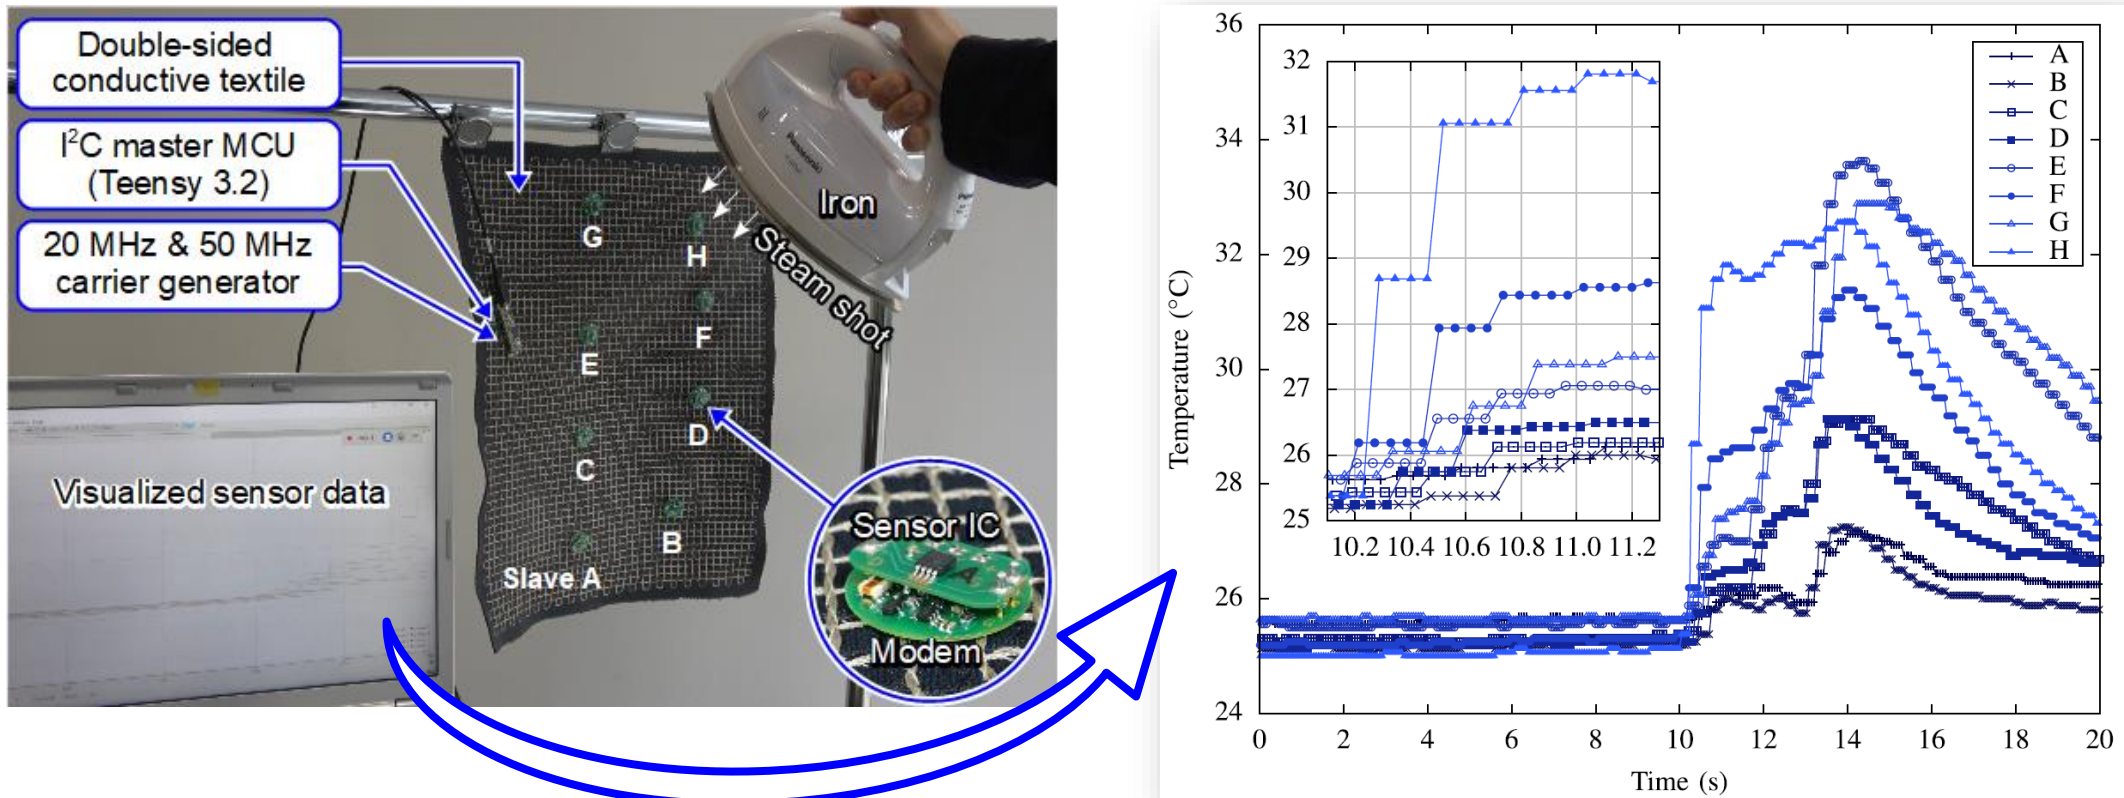 Double-sided
conductive textile
I²C master MCU
(Teensy 3.2)
20 MHz & 50 MHz
carrier generator
Visualized sensor data
Panasonic
Iron
Steam shot
G
H
F
E
D
C
B
Slave A
Sensor IC
A
Modem
36
34
32
30
28
26
24
0 2 4 6 8 10 12 14 16 18 20
Temperature (°C)
Time (s)
32
31
30
29
28
27
26
25
10.2 10.4 10.6 10.8 11.0 11.2
A
B
C
D
E
F
G
H